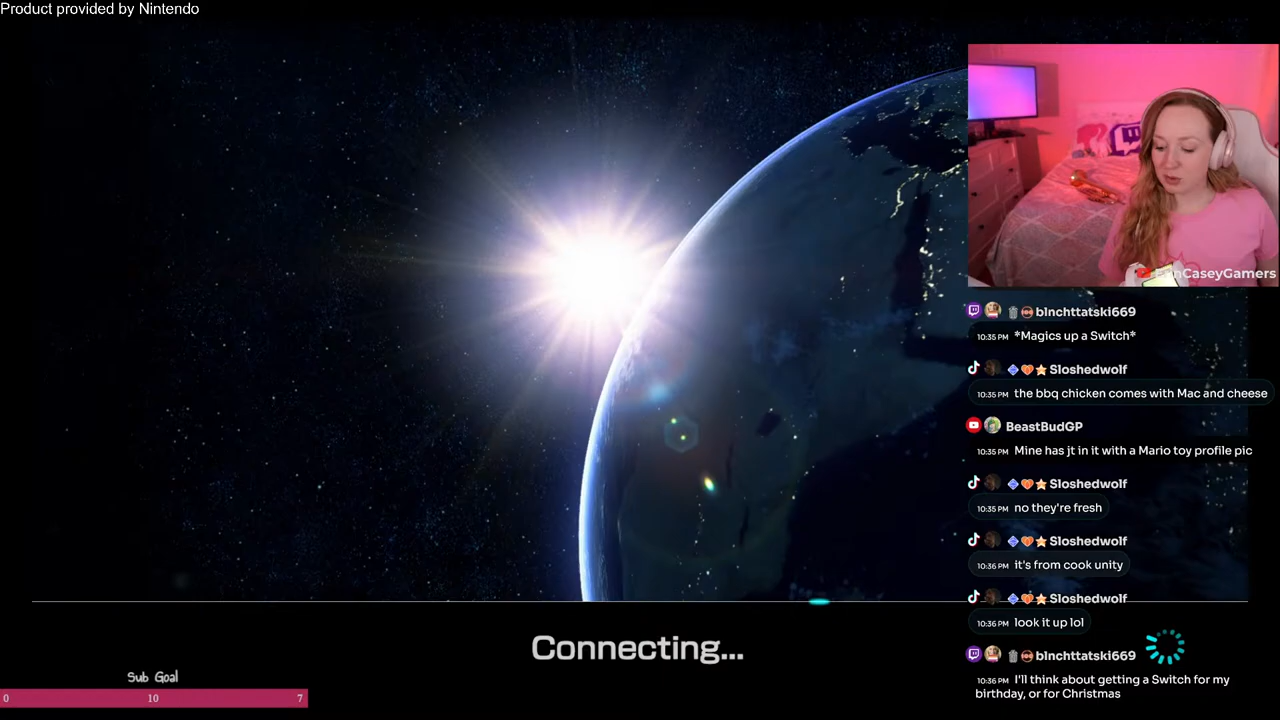 Product provided by Nintendo
CaseyGamers
blnchttatski669
10:35 PM *Magics up a Switch*
Sloshedwolf
10:35 PM the bbq chicken comes with Mac and cheese
BeastBudGP
10:35 PM Mine has jt in it with a Mario toy profile pic
Sloshedwolf
10:35 PM no they're fresh
Sloshedwolf
10:36 PM it's from cook unity
Sloshedwolf
10:36 PM look it up lol
blnchttatski669
10:36 PM I'll think about getting a Switch for my
birthday, or for Christmas
Connecting...
Sub Goal
0 10 7